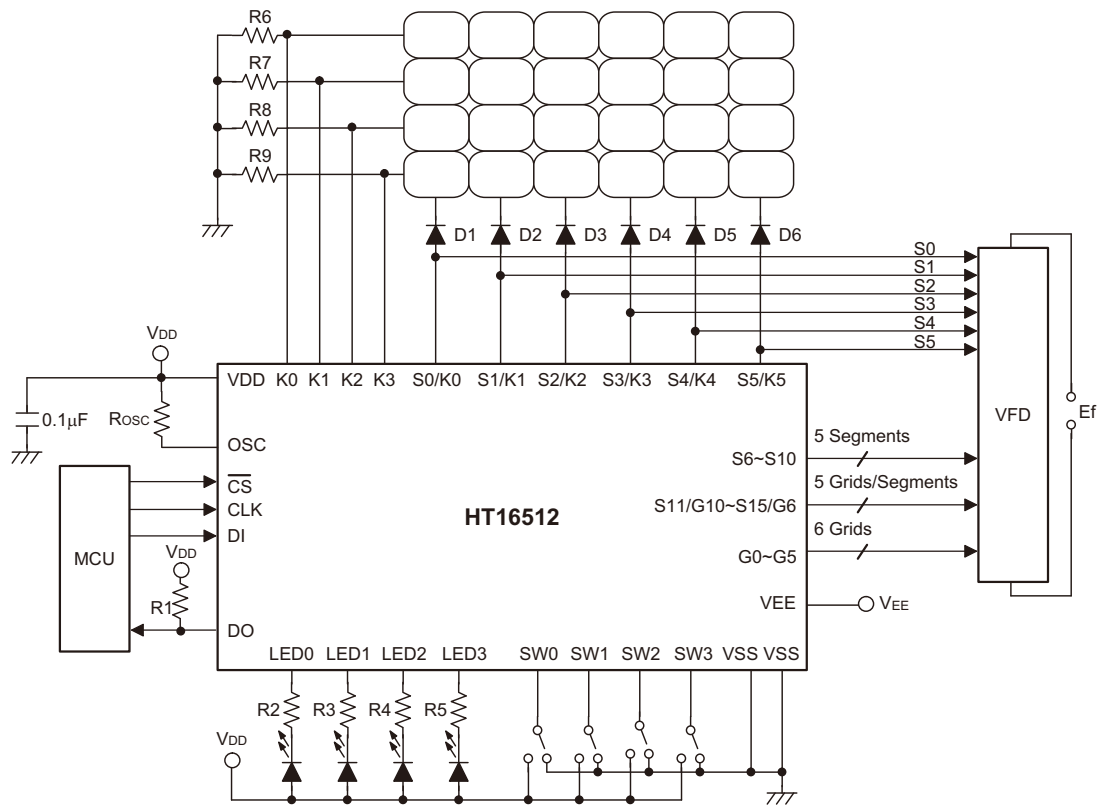 R6
R7
R8
R9
D1 D2 D3 D4 D5 D6
S0
S1
S2
S3
S4
S5
VDD
VDD K0 K1 K2 K3 S0/K0 S1/K1 S2/K2 S3/K3 S4/K4 S5/K5
0.1μF
ROSC
OSC
VFD
Ef
5 Segments
S6~S10
5 Grids/Segments
S11/G10~S15/G6
6 Grids
G0~G5
MCU
CS
CLK
DI
HT16512
VDD
R1
DO
VEE
VEE
LED0 LED1 LED2 LED3 SW0 SW1 SW2 SW3 VSS VSS
R2 R3 R4 R5
VDD